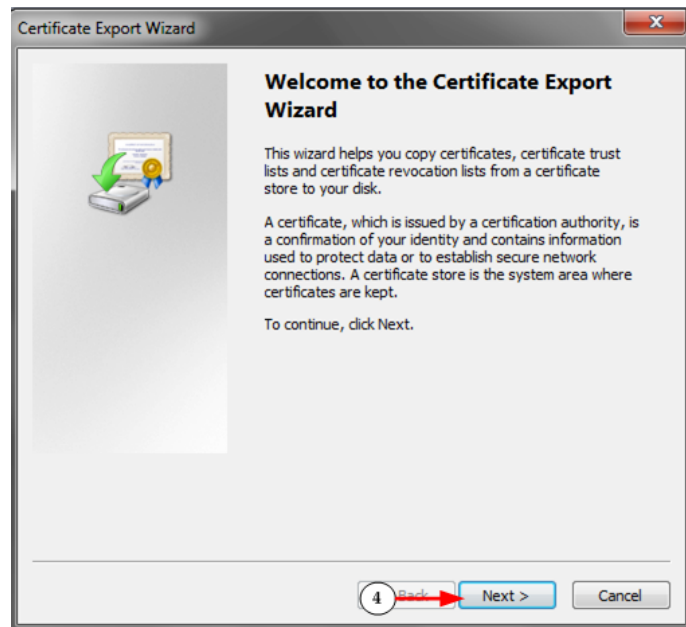 Certificate Export Wizard
Welcome to the Certificate Export
Wizard
This wizard helps you copy certificates, certificate trust
lists and certificate revocation lists from a certificate
store to your disk.
A certificate, which is issued by a certification authority, is
a confirmation of your identity and contains information
used to protect data or to establish secure network
connections. A certificate store is the system area where
certificates are kept.
To continue, click Next.
4 Back Next > Cancel